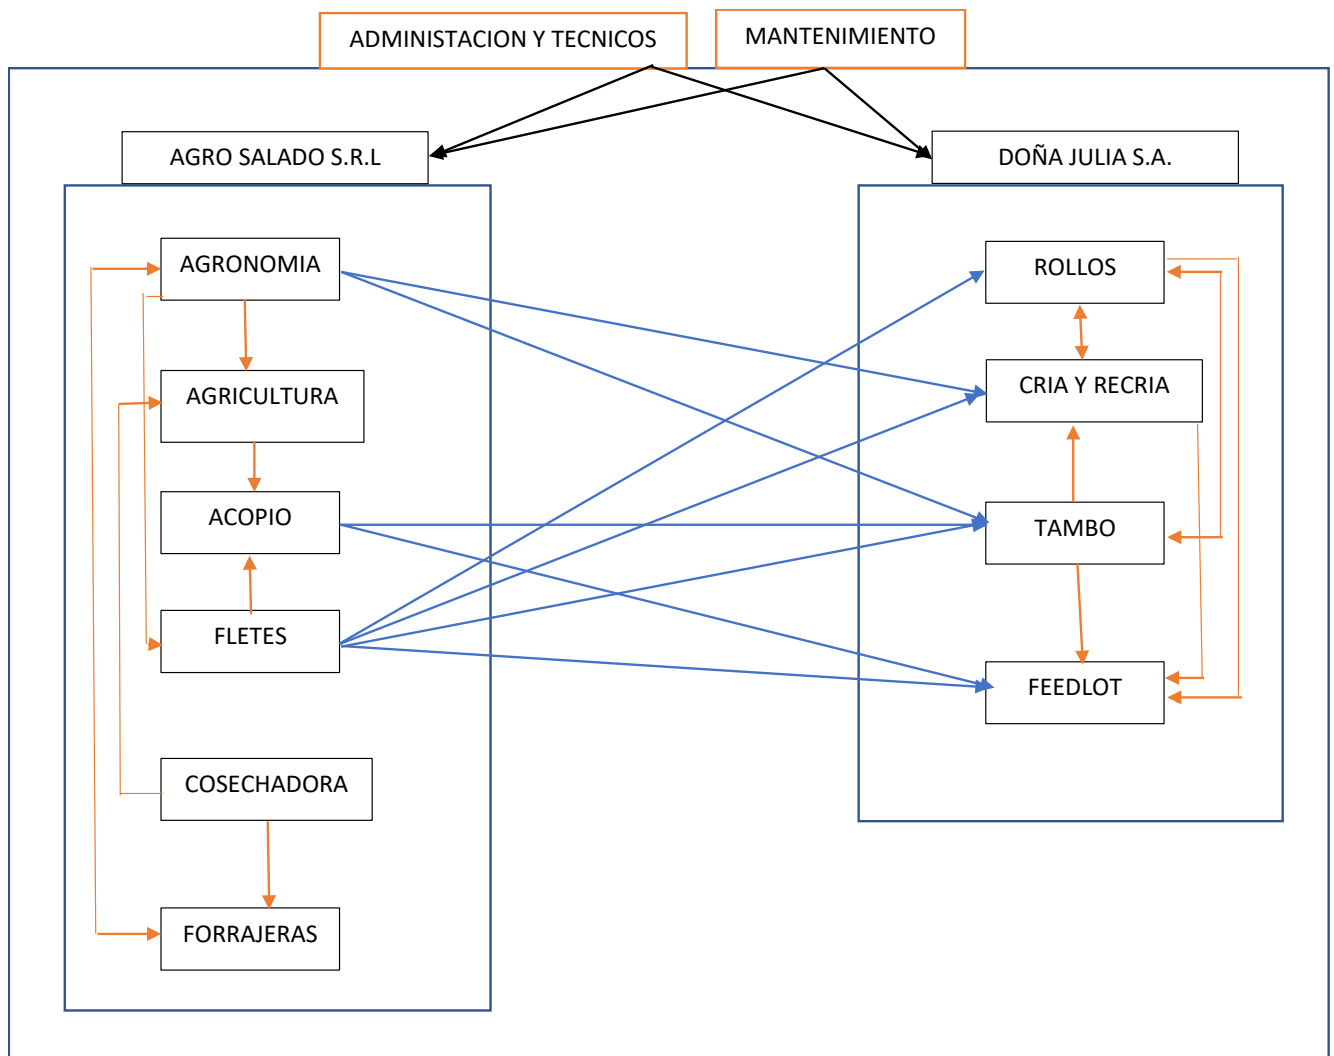 ADMINISTACION Y TECNICOS
MANTENIMIENTO
AGRO SALADO S.R.L
DOÑA JULIA S.A.
AGRONOMIA
AGRICULTURA
ACOPIO
FLETES
COSECHADORA
FORRAJERAS
ROLLOS
CRIA Y RECRIA
TAMBO
FEEDLOT